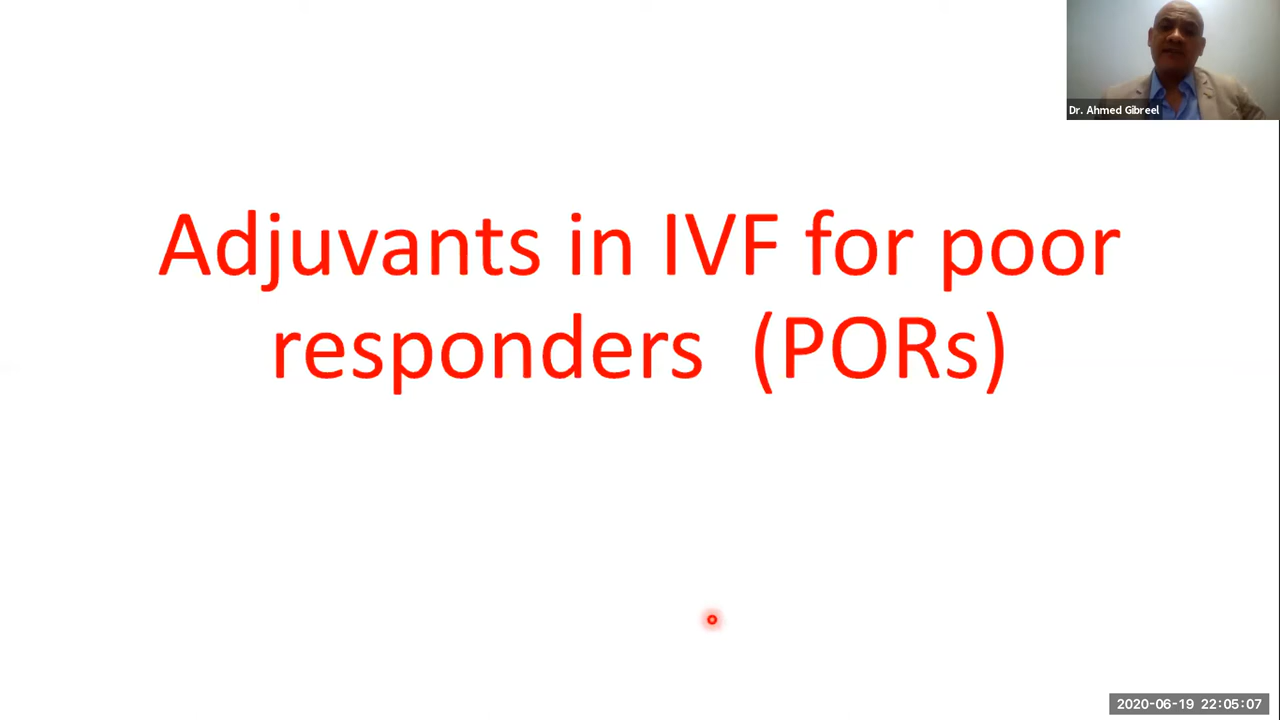 Dr. Ahmed Gibreel
Adjuvants in IVF for poor
responders (PORs)
2020-06-19 22:05:07